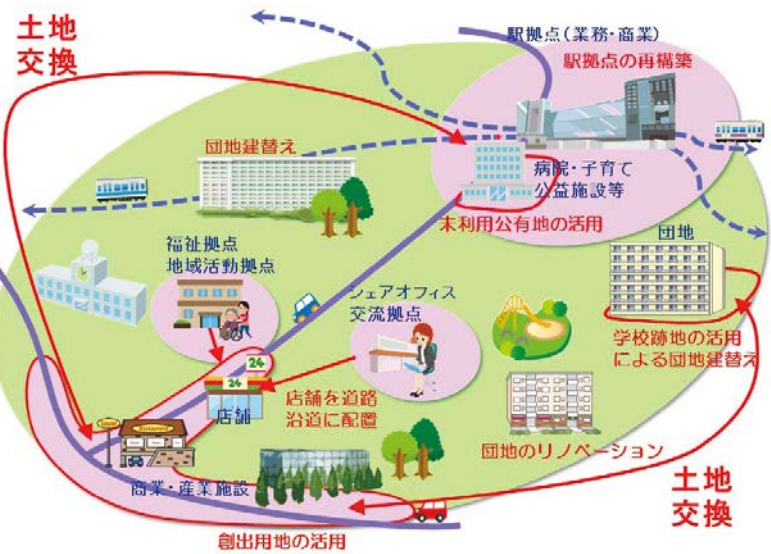 土地
交換
駅拠点(業務・商業)
駅拠点の再構築
団地建替え
病院・子育て
公益施設等
未利用公有地の活用
団地
福祉拠点
地域活動拠点
シェアオフィス
交流拠点
学校跡地の活用
による団地建替え
24
24
店舗
店舗を道路
沿道に配置
団地のリノベーション
商業・産業施設
土地
交換
創出用地の活用